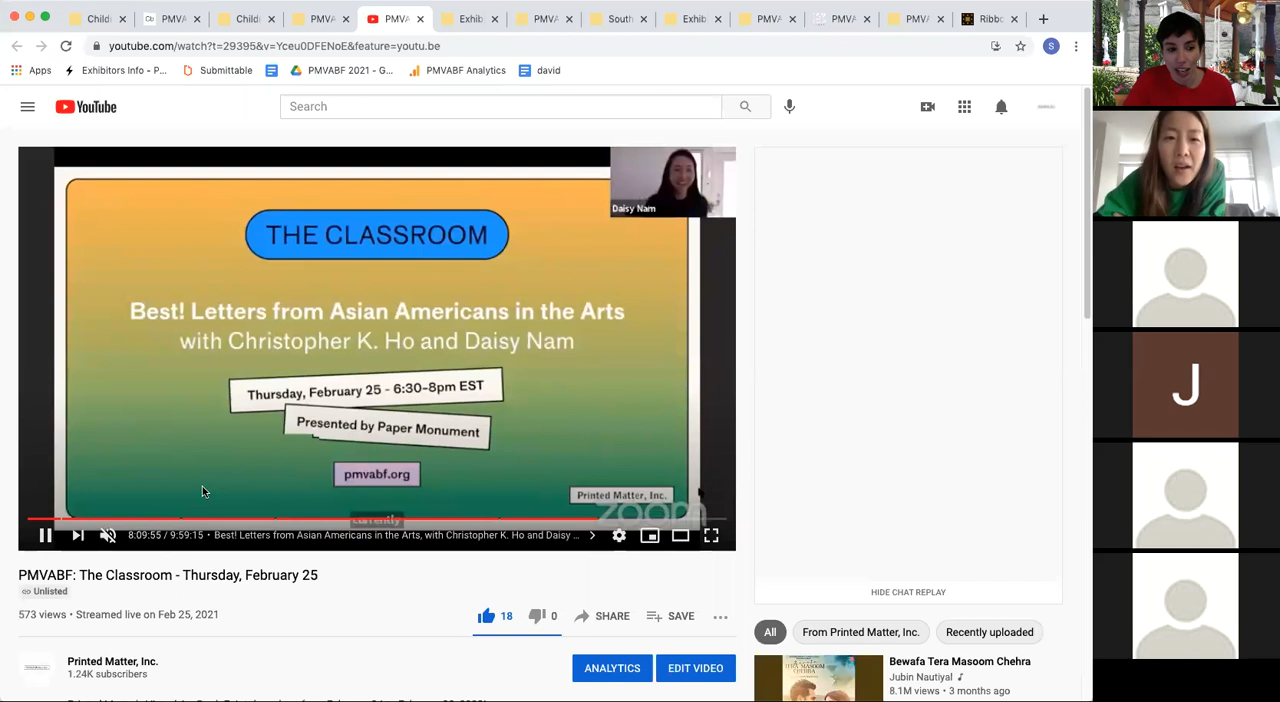 Childr
PMVA
Childr
PMVA
PMVA
Exhib
PMVA
South
Exhib
PMVA
PMVA
PMVA
Ribbo
youtube.com/watch?t=29395&v=Yceu0DFENoE&feature=youtu.be
S
Apps
Exhibitors Info - P...
Submittable
PMVABF 2021 - G...
PMVABF Analytics
david
YouTube
Search
Daisy Nam
THE CLASSROOM
Best! Letters from Asian Americans in the Arts
with Christopher K. Ho and Daisy Nam
Thursday, February 25 - 6:30-8pm EST
Presented by Paper Monument
pmvabf.org
Printed Matter, Inc.
zoom
currently
8:09:55 / 9:59:15 • Best! Letters from Asian Americans in the Arts, with Christopher K. Ho and Daisy ...
PMVABF: The Classroom - Thursday, February 25
Unlisted
573 views • Streamed live on Feb 25, 2021
18
0
SHARE
SAVE
Printed Matter, Inc.
1.24K subscribers
ANALYTICS
EDIT VIDEO
HIDE CHAT REPLAY
All
From Printed Matter, Inc.
Recently uploaded
Bewafa Tera Masoom Chehra
Jubin Nautiyal
8.1M views • 3 months ago
J